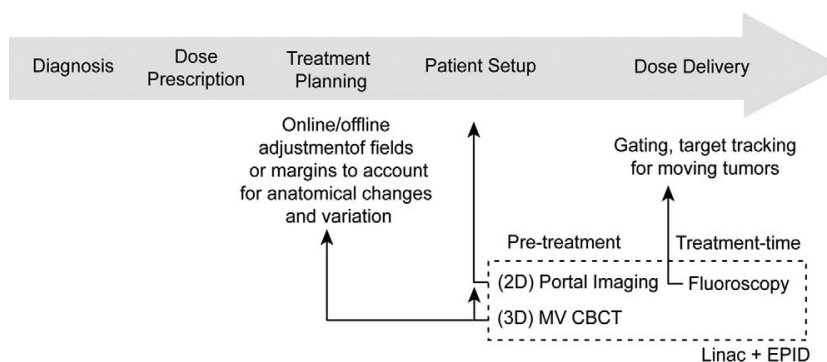 Diagnosis
Dose
Prescription
Treatment
Planning
Patient Setup
Dose Delivery
Online/offline
adjustmentof fields
or margins to account
for anatomical changes
and variation
Gating, target tracking
for moving tumors
Pre-treatment
Treatment-time
(2D) Portal Imaging
Fluoroscopy
(3D) MV CBCT
Linac + EPID